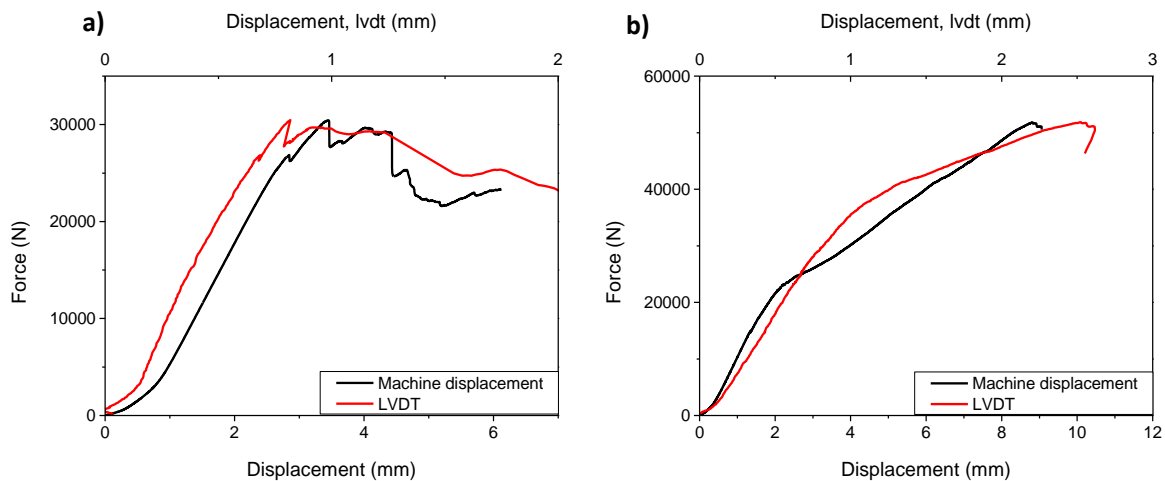 a)
Displacement, lvdt (mm)
0 1 2
30000
20000
10000
0
Force (N)
Machine displacement
LVDT
0 2 4 6
Displacement (mm)
b)
Displacement, lvdt (mm)
0 1 2 3
60000
40000
20000
0
Force (N)
Machine displacement
LVDT
0 2 4 6 8 10 12
Displacement (mm)